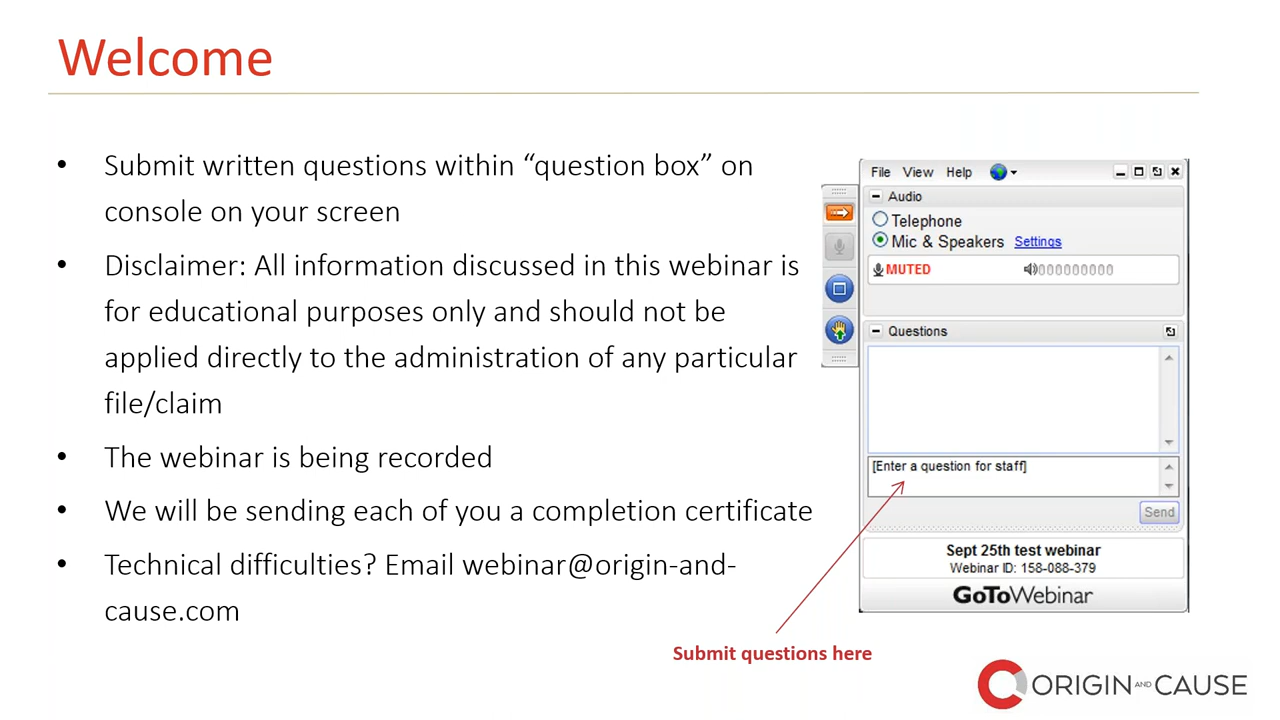 Welcome
• Submit written questions within “question box” on
console on your screen
• Disclaimer: All information discussed in this webinar is
for educational purposes only and should not be
applied directly to the administration of any particular
file/claim
• The webinar is being recorded
• We will be sending each of you a completion certificate
• Technical difficulties? Email webinar@origin-and-
cause.com
File View Help
Audio
Telephone
Mic & Speakers Settings
MUTED 000000000
Questions
[Enter a question for staff]
Send
Sept 25th test webinar
Webinar ID: 158-088-379
GoToWebinar
Submit questions here
ORIGIN AND CAUSE